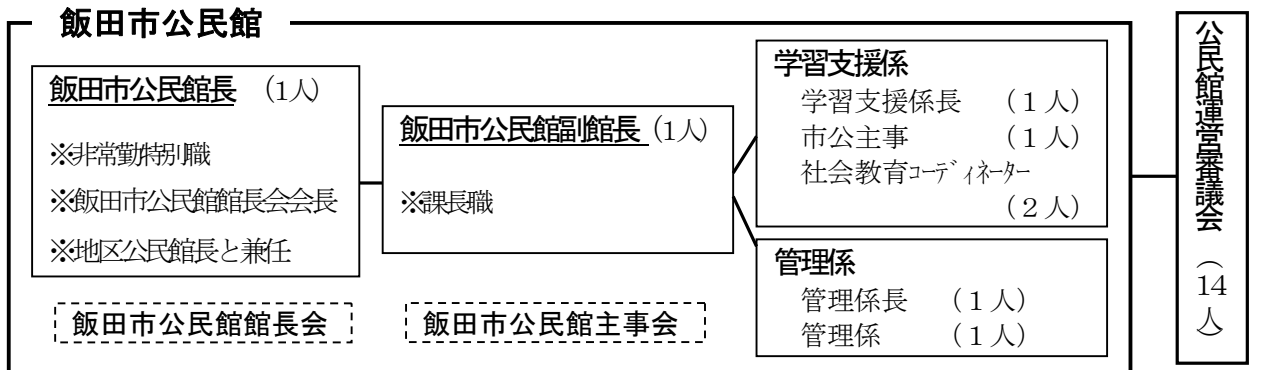 飯田市公民館
飯田市公民館長 （1人）
※非常勤特別職
※飯田市公民館館長会会長
※地区公民館長と兼任
飯田市公民館副館長（1人）
※課長職
学習支援係
学習支援係長 （１人）
市公主事 （１人）
社会教育ｺｰﾃﾞｨﾈｰﾀｰ
（２人）
管理係
管理係長 （１人）
管理係 （１人）
飯田市公民館館長会
飯田市公民館主事会
公民館運営審議会（14人）